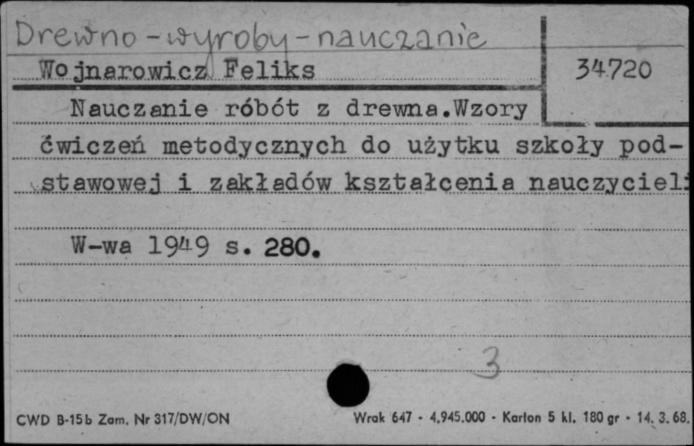 Drewno - wyroby - nauczanie
Wojnarowicz Feliks
34720
Nauczanie robót z drewna.Wzory
ćwiczeń metodycznych do użytku szkoły pod-
stawowej i zakładów kształcenia nauczycieli
W-wa 1949 s. 280.
3
CWD B-15b Zam. Nr 317/DW/ON
Wrak 647 - 4.945.000 - Karton 5 kl. 180 gr - 14. 3. 68.